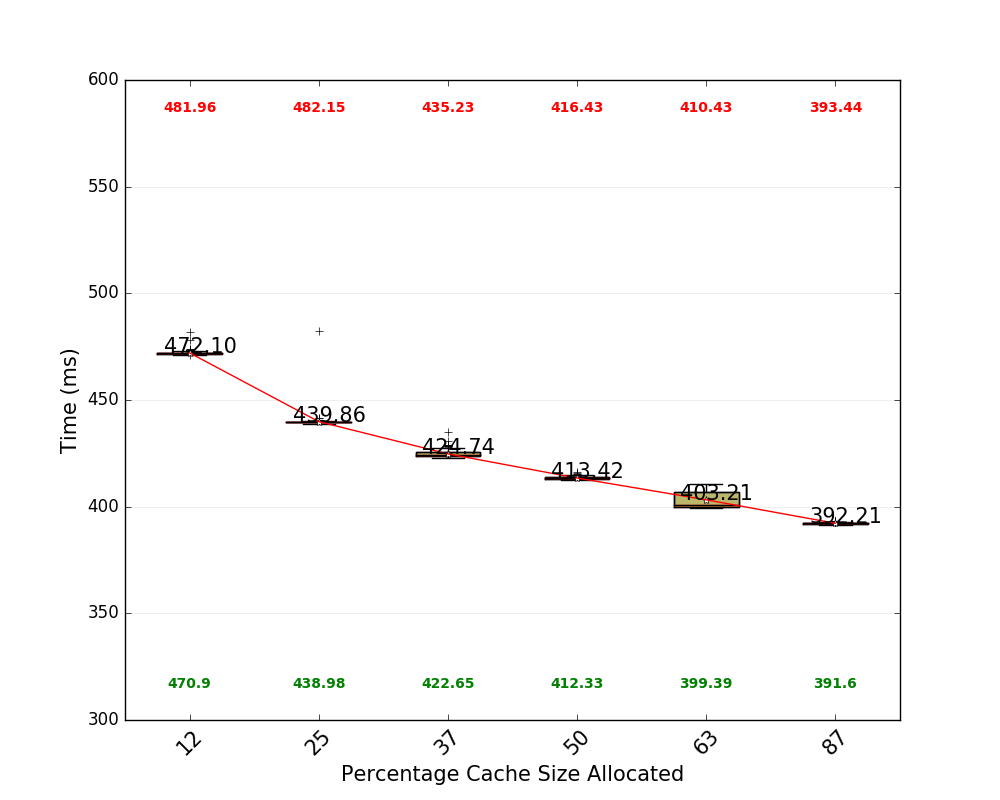 600
481.96 482.15 435.23 416.43 410.43 393.44
550
500
472.10
450
439.86
424.74
413.42
403.21
400
392.21
350
470.9 438.98 422.65 412.33 399.39 391.6
300
Time (ms)
12 25 37 50 63 87
Percentage Cache Size Allocated